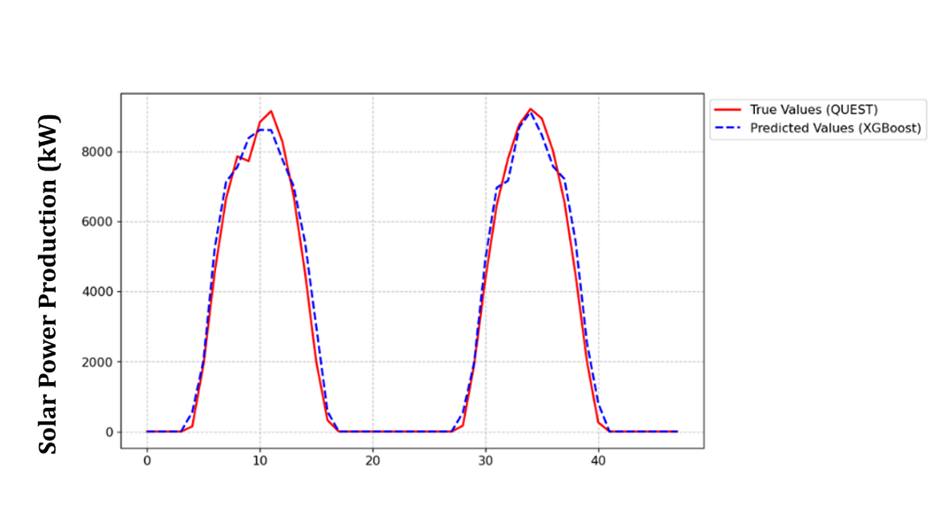 Solar Power Production (kW)
8000
6000
4000
2000
0
0 10 20 30 40
True Values (QUEST)
Predicted Values (XGBoost)